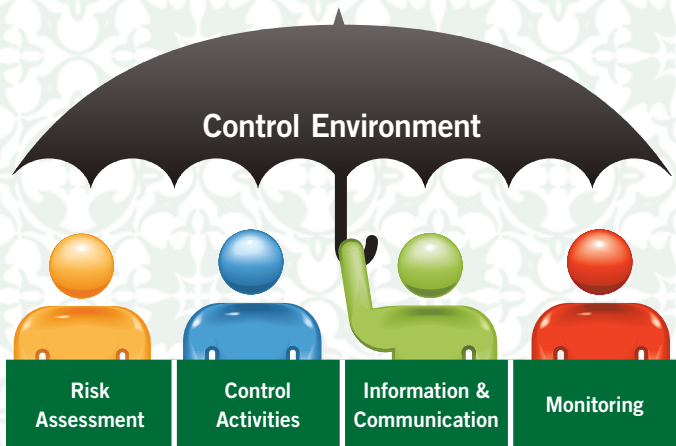 Control Environment
Risk
Assessment
Control
Activities
Information &
Communication
Monitoring